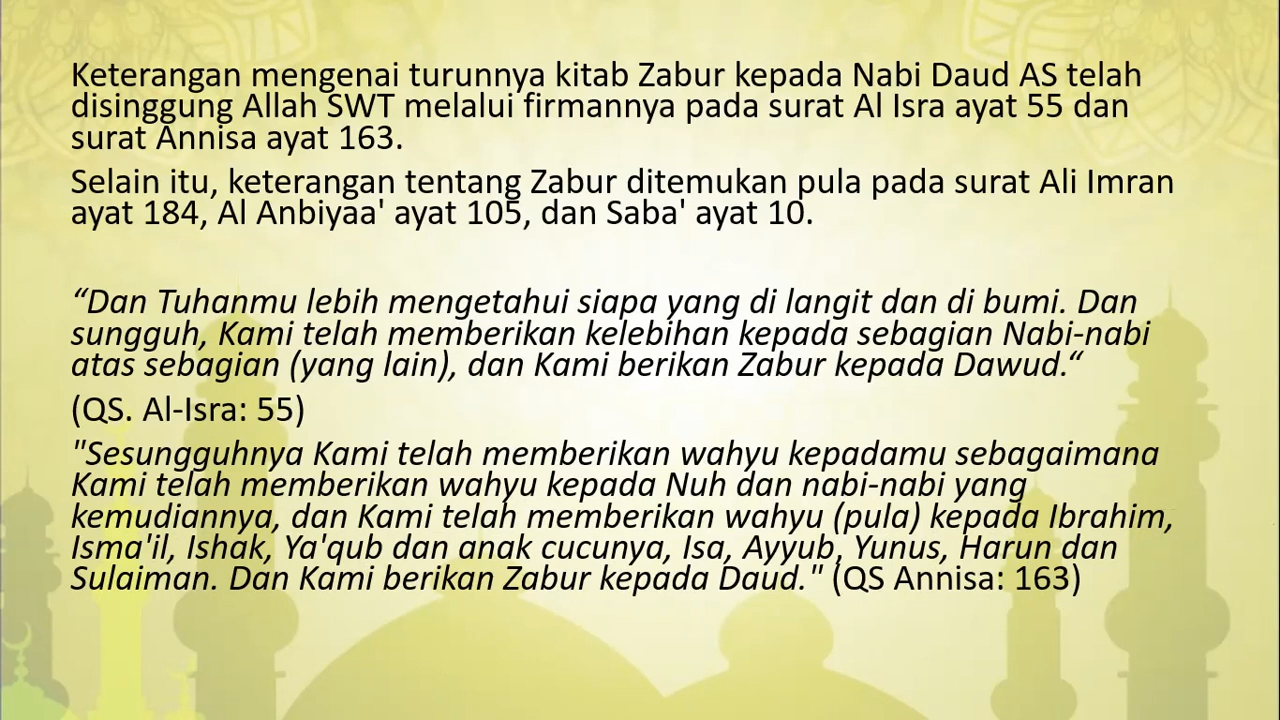 Keterangan mengenai turunnya kitab Zabur kepada Nabi Daud AS telah
disinggung Allah SWT melalui firmannya pada surat Al Isra ayat 55 dan
surat Annisa ayat 163.
Selain itu, keterangan tentang Zabur ditemukan pula pada surat Ali Imran
ayat 184, Al Anbiyaa' ayat 105, dan Saba' ayat 10.
“Dan Tuhanmu lebih mengetahui siapa yang di langit dan di bumi. Dan
sungguh, Kami telah memberikan kelebihan kepada sebagian Nabi-nabi
atas sebagian (yang lain), dan Kami berikan Zabur kepada Dawud.“
(QS. Al-Isra: 55)
"Sesungguhnya Kami telah memberikan wahyu kepadamu sebagaimana
Kami telah memberikan wahyu kepada Nuh dan nabi-nabi yang
kemudiannya, dan Kami telah memberikan wahyu (pula) kepada Ibrahim,
Isma'il, Ishak, Ya'qub dan anak cucunya, Isa, Ayyub, Yunus, Harun dan
Sulaiman. Dan Kami berikan Zabur kepada Daud." (QS Annisa: 163)